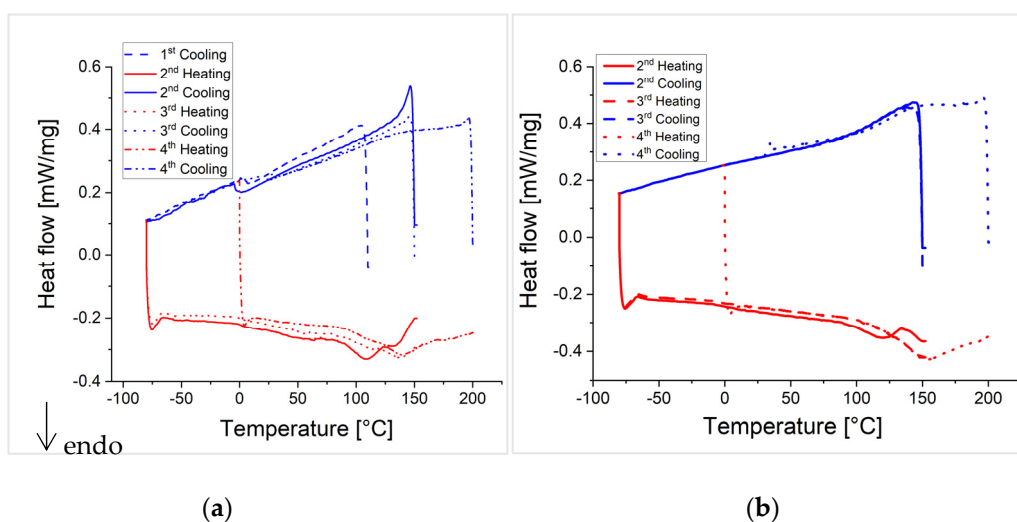 1st Cooling
2nd Heating
2nd Cooling
3rd Heating
3rd Cooling
4th Heating
4th Cooling
0.6
0.4
0.2
0.0
-0.2
-0.4
Heat flow [mW/mg]
-100 -50 0 50 100 150 200
Temperature [°C]
endo
(a)
2nd Heating
2nd Cooling
3rd Heating
3rd Cooling
4th Heating
4th Cooling
0.6
0.4
0.2
0.0
-0.2
-0.4
Heat flow [mW/mg]
-100 -50 0 50 100 150 200
Temperature [°C]
(b)